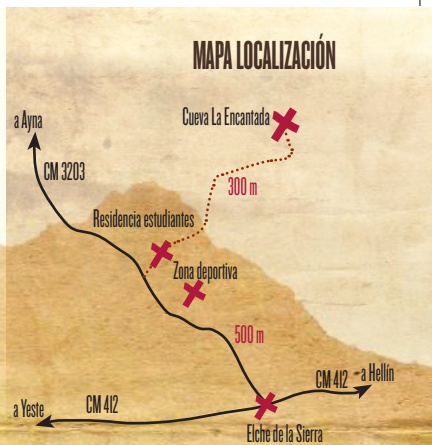 MAPA LOCALIZACIÓN
Cueva La Encantada
a Ayna
CM 3203
300 m
Residencia estudiantes
Zona deportiva
500 m
a Hellín
CM 412
a Yeste
CM 412
Elche de la Sierra